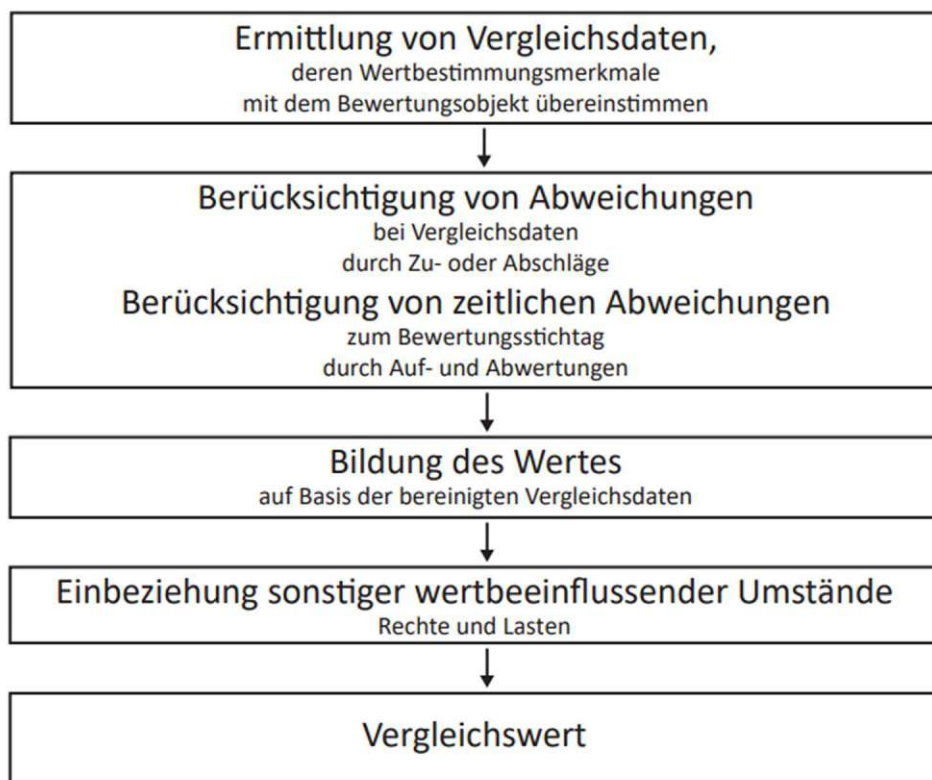 Ermittlung von Vergleichsdaten,
deren Wertbestimmungsmerkmale
mit dem Bewertungsobjekt übereinstimmen
Berücksichtigung von Abweichungen
bei Vergleichsdaten
durch Zu- oder Abschläge
Berücksichtigung von zeitlichen Abweichungen
zum Bewertungsstichtag
durch Auf- und Abwertungen
Bildung des Wertes
auf Basis der bereinigten Vergleichsdaten
Einbeziehung sonstiger wertbeeinflussender Umstände
Rechte und Lasten
Vergleichswert